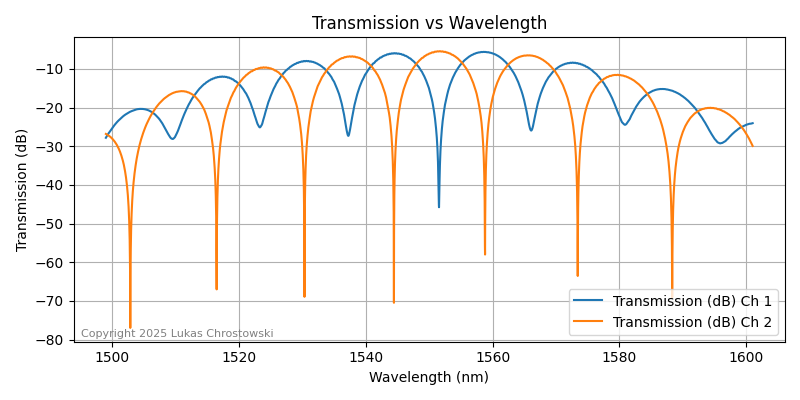 Transmission vs Wavelength
Transmission (dB)
−10
−20
−30
−40
−50
−60
−70
−80
Transmission (dB) Ch 1
Transmission (dB) Ch 2
Copyright 2025 Lukas Chrostowski
1500
1520
1540
1560
1580
1600
Wavelength (nm)